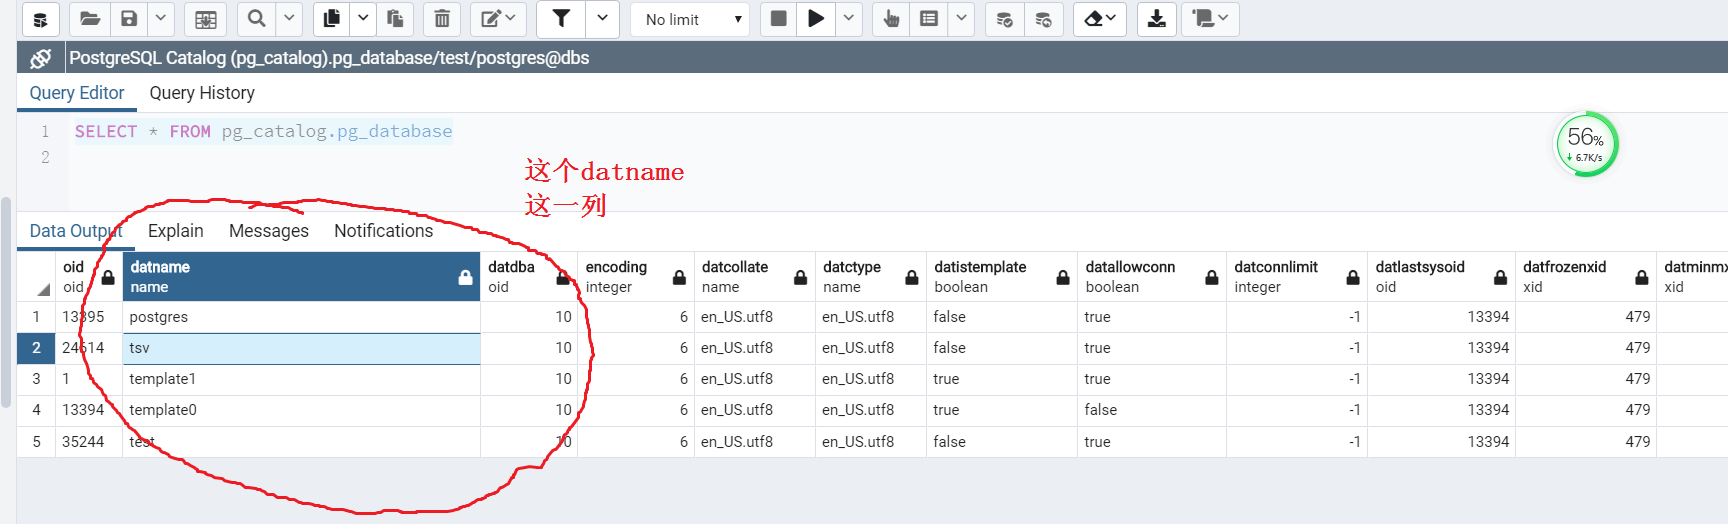 No limit
PostgreSQL Catalog (pg_catalog).pg_database/test/postgres@dbs
Query Editor Query History
1 SELECT * FROM pg_catalog.pg_database
2
56%
6.7K/s
这个datname
这一列
Data Output Explain Messages Notifications
oid datname datdba encoding datcollate datctype datistemplate datallowconn datconnlimit datlastsysoid datfrozenxid datminmx
oid name oid integer name name boolean boolean integer oid xid xid
1 13395 postgres 10 6 en_US.utf8 en_US.utf8 false true -1 13394 479
2 24614 tsv 10 6 en_US.utf8 en_US.utf8 false true -1 13394 479
3 1 template1 10 6 en_US.utf8 en_US.utf8 true true -1 13394 479
4 13394 template0 10 6 en_US.utf8 en_US.utf8 true false -1 13394 479
5 35244 test 10 6 en_US.utf8 en_US.utf8 false true -1 13394 479